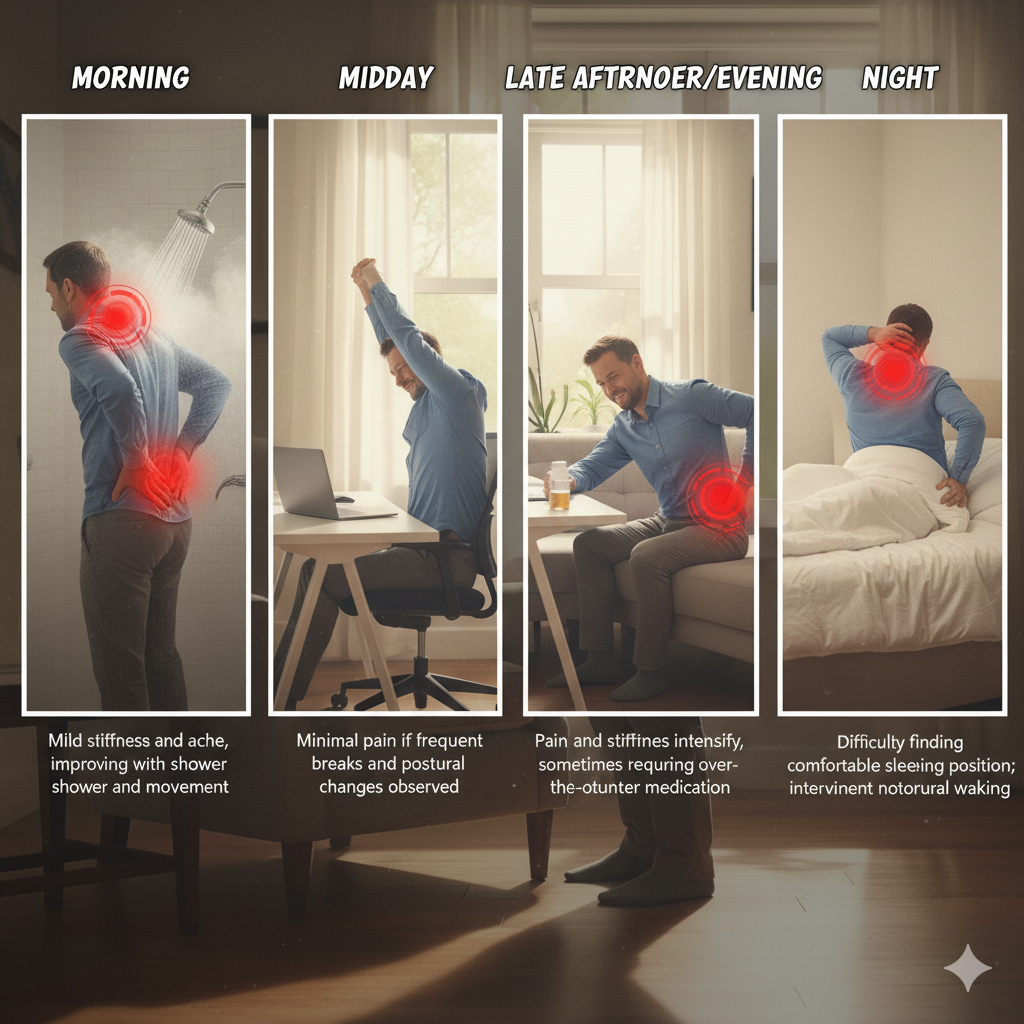 MORNING
MIDDAY
LATE AFTRNOER/EVENING
NIGHT
Mild stiffness and ache,
improving with shower
shower and movement
Minimal pain if frequent
breaks and postural
changes observed
Pain and stiffines intensify,
sometimes requring over-
the-otunter medication
Difficulty finding
comfortable sleeing position;
intervinent notorural waking